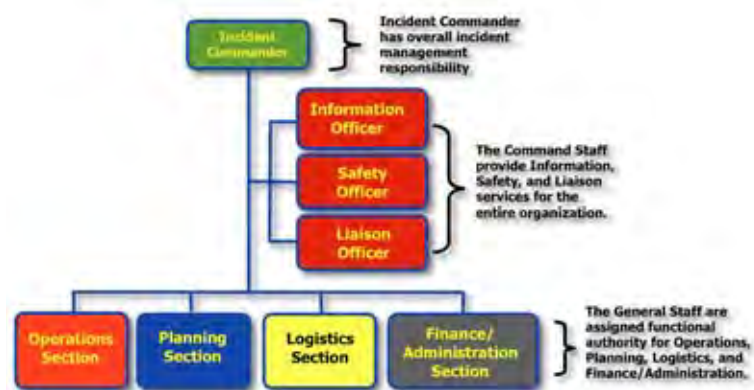 Incident
Commander
Incident Commander
has overall incident
management
responsibility
Information
Officer
Safety
Officer
Liaison
Officer
The Command Staff
provide Information,
Safety, and Liaison
services for the
entire organization.
Operations
Section
Planning
Section
Logistics
Section
Finance/
Administration
Section
The General Staff are
assigned functional
authority for Operations,
Planning, Logistics, and
Finance/Administration.